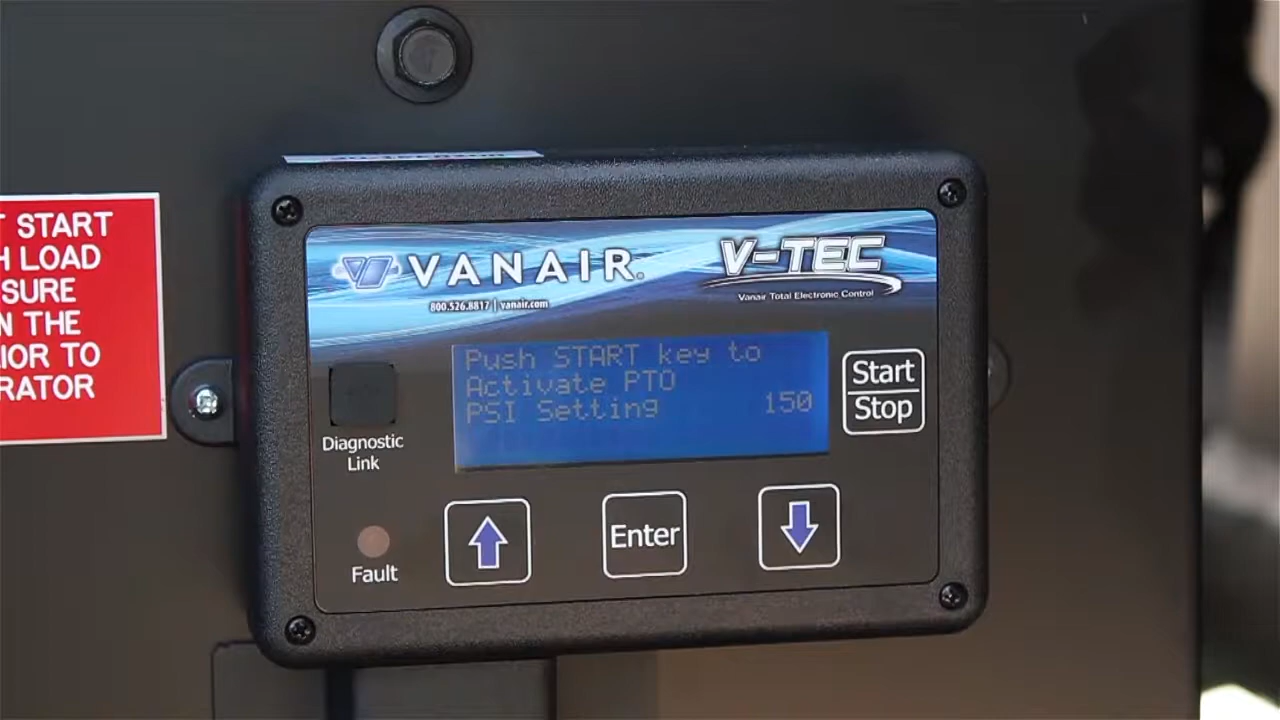 T START
H LOAD
SURE
N THE
IOR TO
RATOR
VANAIR
800.526.8817 | vanair.com
V-TEC
Vanair Total Electronic Control
Push START key to
Activate PTO
PSI Setting 150
Start
Stop
Diagnostic
Link
Fault
Enter